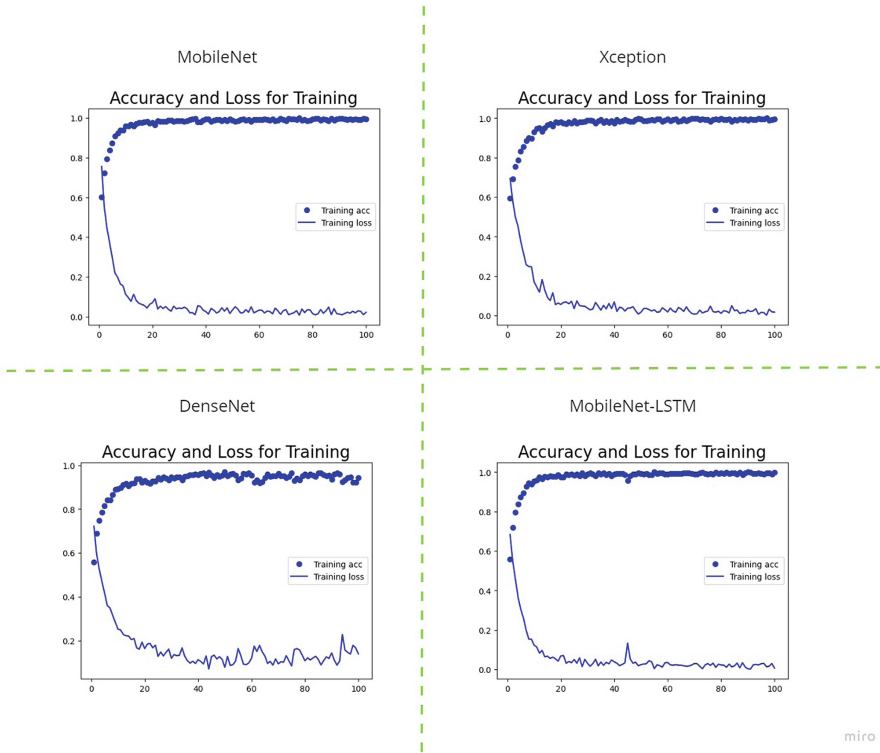 MobileNet
Accuracy and Loss for Training
1.0
0.8
0.6
0.4
0.2
0.0
Training acc
Training loss
0 20 40 60 80 100
Xception
Accuracy and Loss for Training
1.0
0.8
0.6
0.4
0.2
0.0
Training acc
Training loss
0 20 40 60 80 100
DenseNet
Accuracy and Loss for Training
1.0
0.8
0.6
0.4
0.2
Training acc
Training loss
0 20 40 60 80 100
MobileNet-LSTM
Accuracy and Loss for Training
1.0
0.8
0.6
0.4
0.2
0.0
Training acc
Training loss
0 20 40 60 80 100
miro